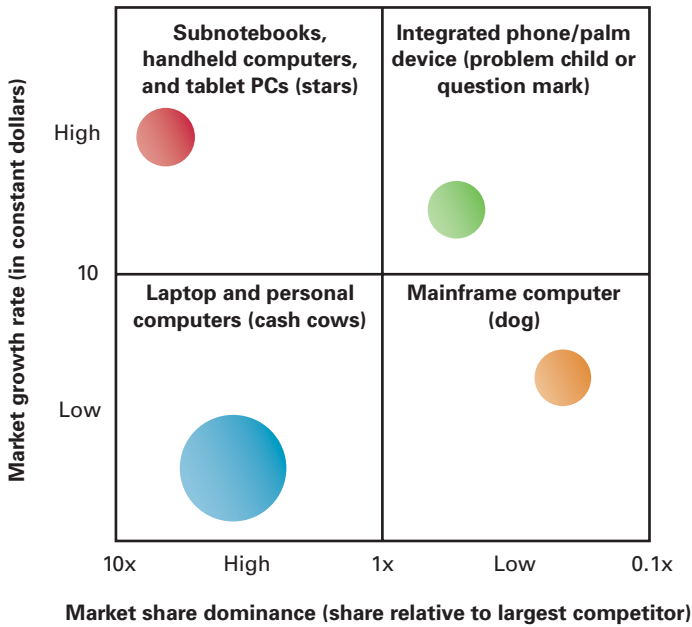 Subnotebooks,
handheld computers,
and tablet PCs (stars)
Integrated phone/palm
device (problem child or
question mark)
High
10
Laptop and personal
computers (cash cows)
Mainframe computer
(dog)
Low
Market growth rate (in constant dollars)
10x
High
1x
Low
0.1x
Market share dominance (share relative to largest competitor)